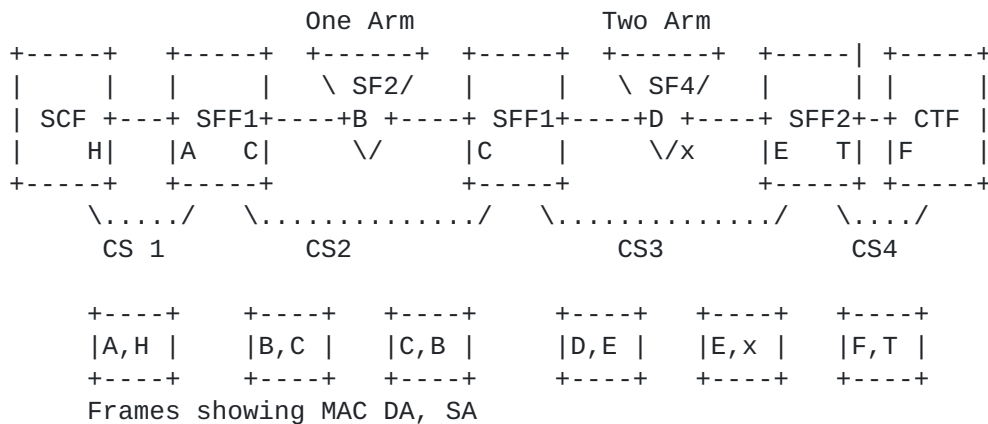 One Arm Two Arm
SF2 SF4
SCF SFF1 B SFF1 D SFF2 CTF
H A C C x E T F
CS 1 CS2 CS3 CS4
A,H B,C C,B D,E E,x F,T
Frames showing MAC DA, SA